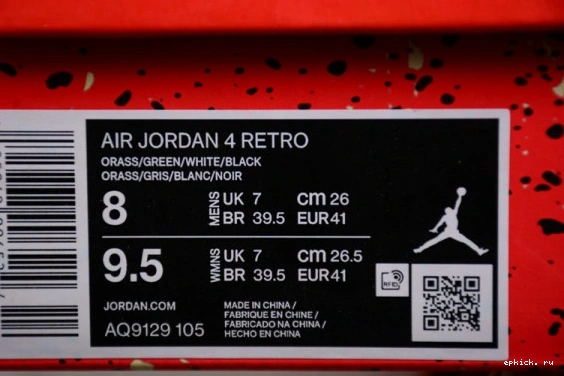 AIR JORDAN 4 RETRO
ORASS/GREEN/WHITE/BLACK
ORASS/GRIS/BLANC/NOIR
8 MENS UK 7 cm 26
BR 39.5 EUR41
9.5 WMNS UK 7 cm 26.5
BR 39.5 EUR41
NFID
JORDAN.COM
AQ9129 105
MADE IN CHINA /
FABRIQUE EN CHINE /
FABRICADO NA CHINA /
HECHO EN CHINA
epkick. ru